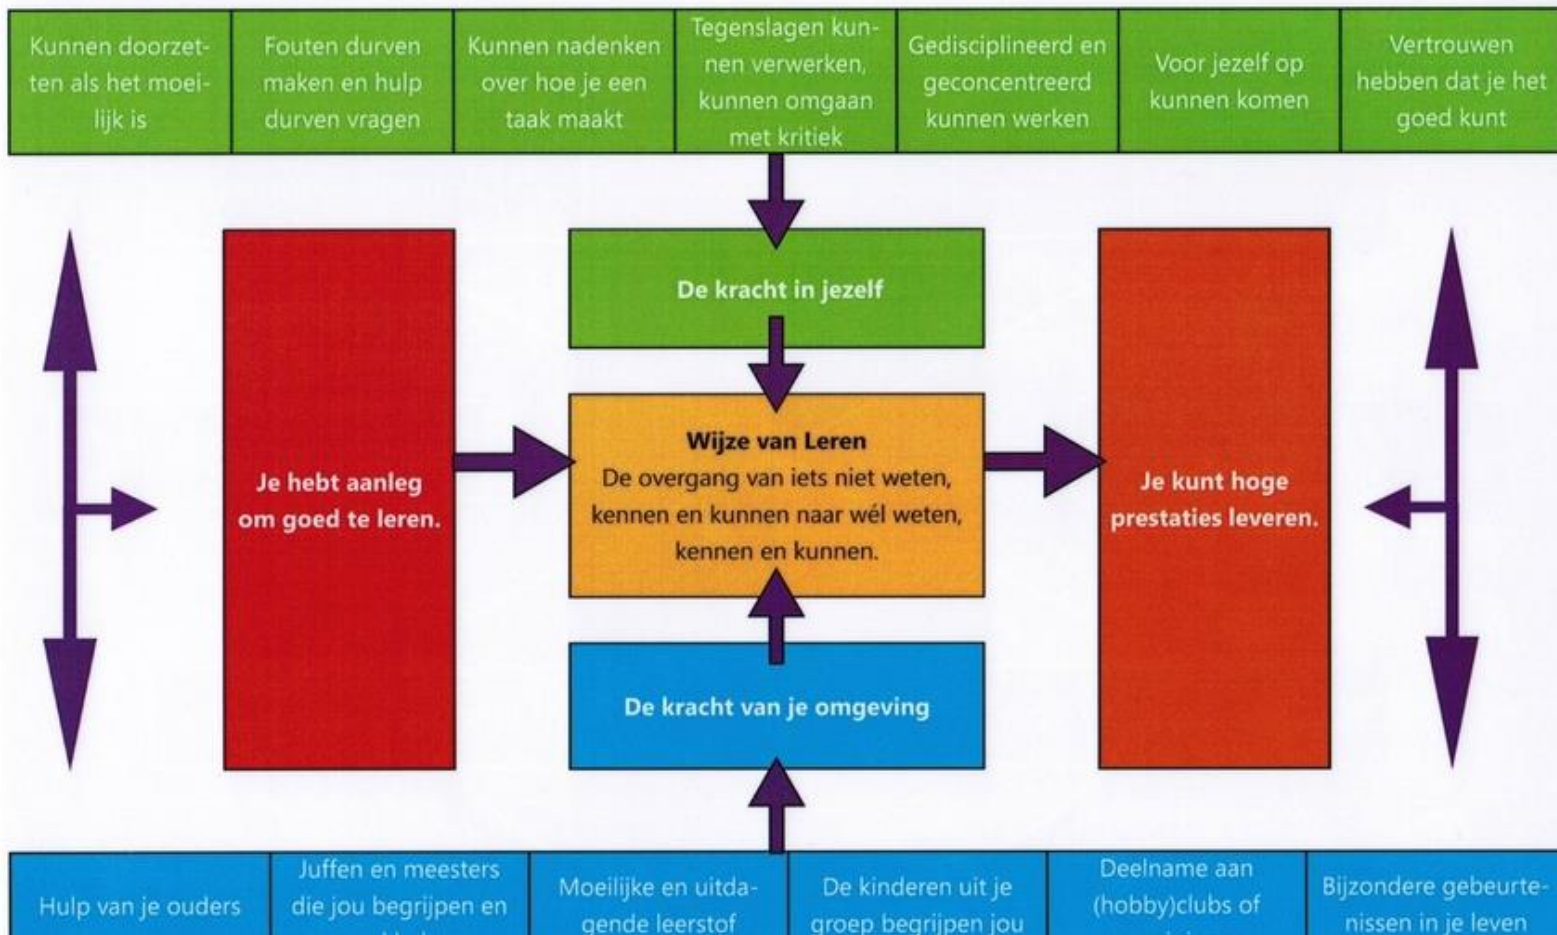 Kunnen doorzet-
ten als het moei-
lijk is
Fouten durven
maken en hulp
durven vragen
Kunnen nadenken
over hoe je een
taak maakt
Tegenslagen kun-
nen verwerken,
kunnen omgaan
met kritiek
Gedisciplineerd en
geconcentreerd
kunnen werken
Voor jezelf op
kunnen komen
Vertrouwen
hebben dat je het
goed kunt
De kracht in jezelf
Je hebt aanleg
om goed te leren.
Wijze van Leren
De overgang van iets niet weten,
kennen en kunnen naar wél weten,
kennen en kunnen.
Je kunt hoge
prestaties leveren.
De kracht van je omgeving
Hulp van je ouders
Juffen en meesters
die jou begrijpen en
Moeilijke en uitda-
gende leerstof
De kinderen uit je
groep begrijpen jou
Deelname aan
(hobby)clubs of
Bijzondere gebeurte-
nissen in je leven